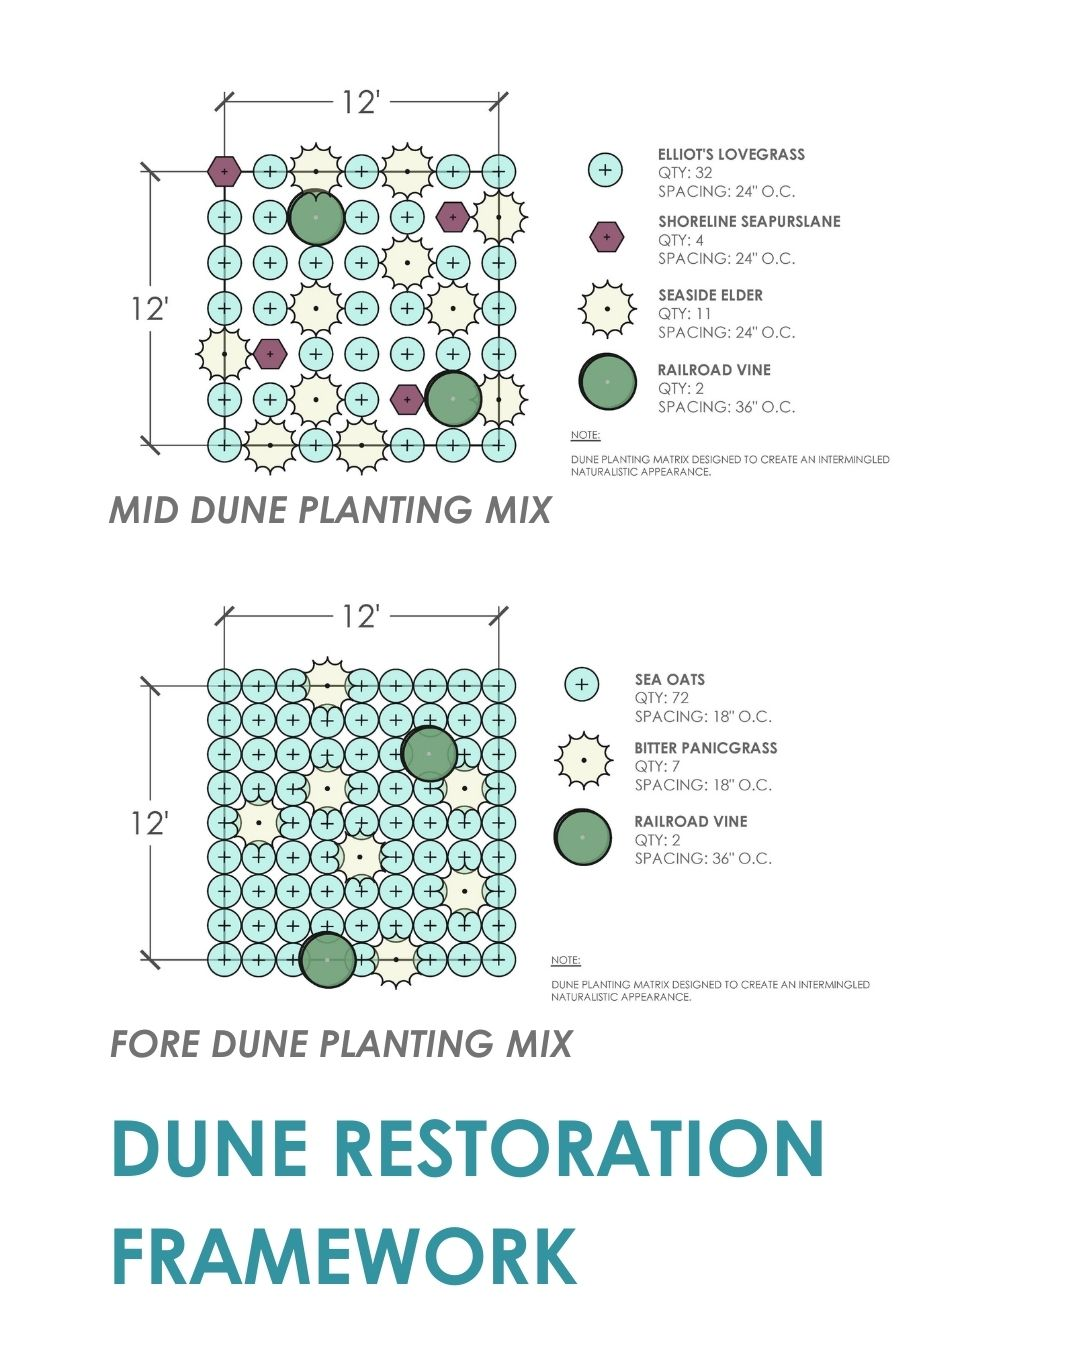 12'
12'
ELLIOT'S LOVEGRASS
QTY: 32
SPACING: 24" O.C.
SHORELINE SEAPURSLANE
QTY: 4
SPACING: 24" O.C.
SEASIDE ELDER
QTY: 11
SPACING: 24" O.C.
RAILROAD VINE
QTY: 2
SPACING: 36" O.C.
NOTE:
DUNE PLANTING MATRIX DESIGNED TO CREATE AN INTERMINGLED
NATURALISTIC APPEARANCE.
MID DUNE PLANTING MIX
12'
12'
SEA OATS
QTY: 72
SPACING: 18" O.C.
BITTER PANICGRASS
QTY: 7
SPACING: 18" O.C.
RAILROAD VINE
QTY: 2
SPACING: 36" O.C.
NOTE:
DUNE PLANTING MATRIX DESIGNED TO CREATE AN INTERMINGLED
NATURALISTIC APPEARANCE.
FORE DUNE PLANTING MIX
DUNE RESTORATION
FRAMEWORK